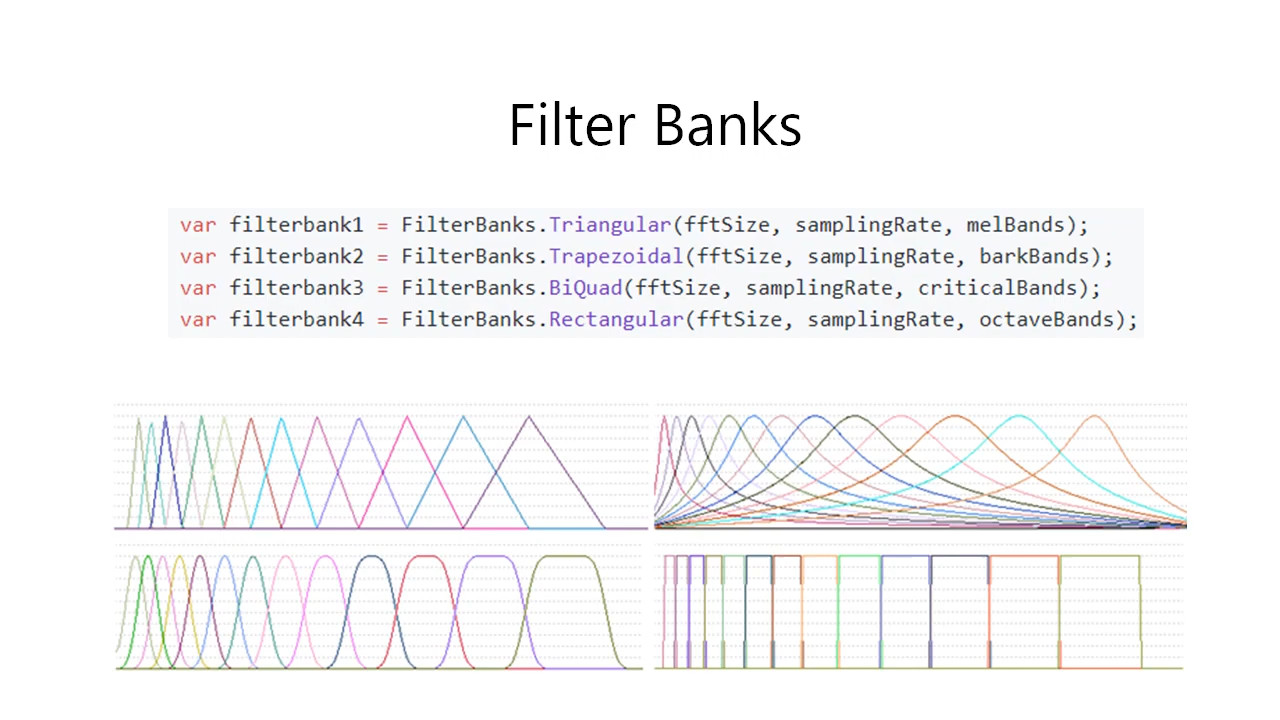 Filter Banks
var filterbank1 = FilterBanks.Triangular(fftSize, samplingRate, melBands);
var filterbank2 = FilterBanks.Trapezoidal(fftSize, samplingRate, barkBands);
var filterbank3 = FilterBanks.BiQuad(fftSize, samplingRate, criticalBands);
var filterbank4 = FilterBanks.Rectangular(fftSize, samplingRate, octaveBands);